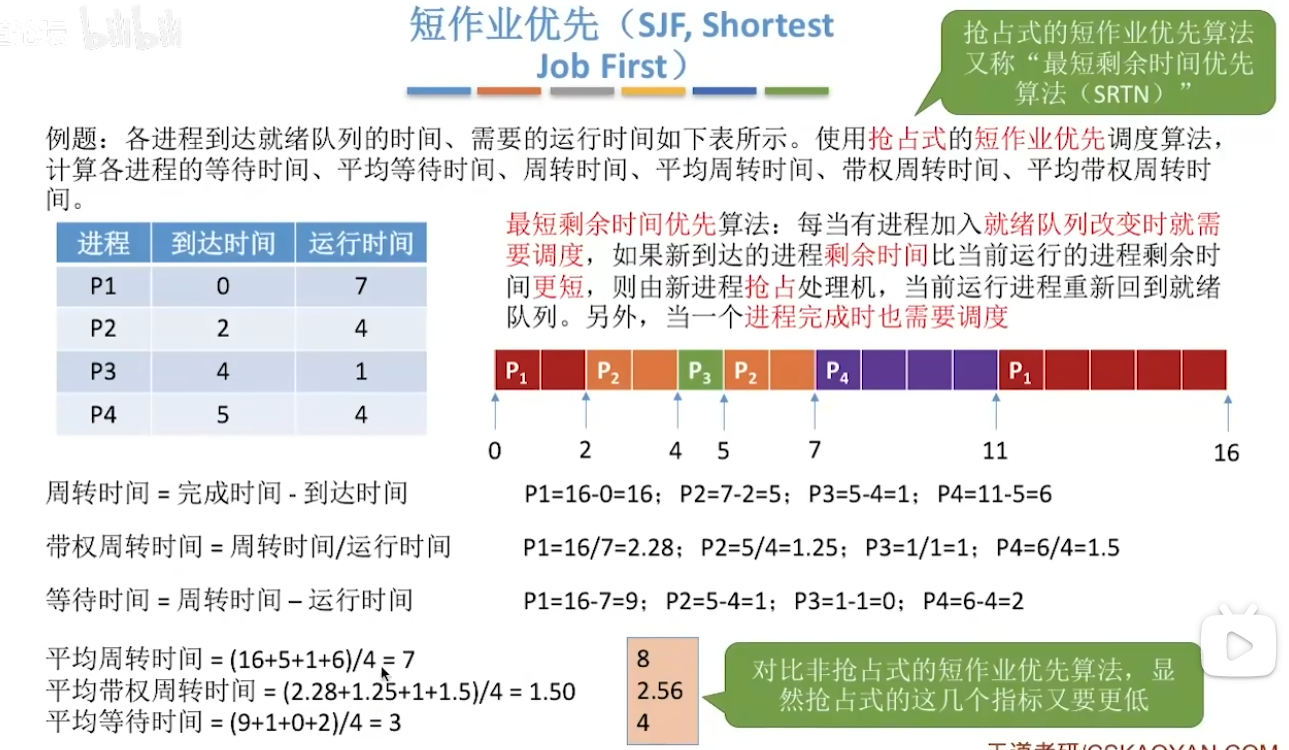 bilibili
短作业优先（SJF, Shortest
Job First）
抢占式的短作业优先算法
又称“最短剩余时间优先
算法（SRTN）”
例题：各进程到达就绪队列的时间、需要的运行时间如下表所示。使用抢占式的短作业优先调度算法，
计算各进程的等待时间、平均等待时间、周转时间、平均周转时间、带权周转时间、平均带权周转时
间。
进程 到达时间 运行时间
P1 0 7
P2 2 4
P3 4 1
P4 5 4
最短剩余时间优先算法：每当有进程加入就绪队列改变时就需
要调度，如果新到达的进程剩余时间比当前运行的进程剩余时
间更短，则由新进程抢占处理机，当前运行进程重新回到就绪
队列。另外，当一个进程完成时也需要调度
P1 P2 P3 P2 P4 P1
0 2 4 5 7 11 16
周转时间 = 完成时间 - 到达时间 P1=16-0=16；P2=7-2=5；P3=5-4=1；P4=11-5=6
带权周转时间 = 周转时间/运行时间 P1=16/7=2.28；P2=5/4=1.25；P3=1/1=1；P4=6/4=1.5
等待时间 = 周转时间 – 运行时间 P1=16-7=9；P2=5-4=1；P3=1-1=0；P4=6-4=2
平均周转时间 = (16+5+1+6)/4 = 7
平均带权周转时间 = (2.28+1.25+1+1.5)/4 = 1.50
平均等待时间 = (9+1+0+2)/4 = 3
8
2.56
4
对比非抢占式的短作业优先算法，显
然抢占式的这几个指标又要更低
王道考研/CSKAOYAN.COM